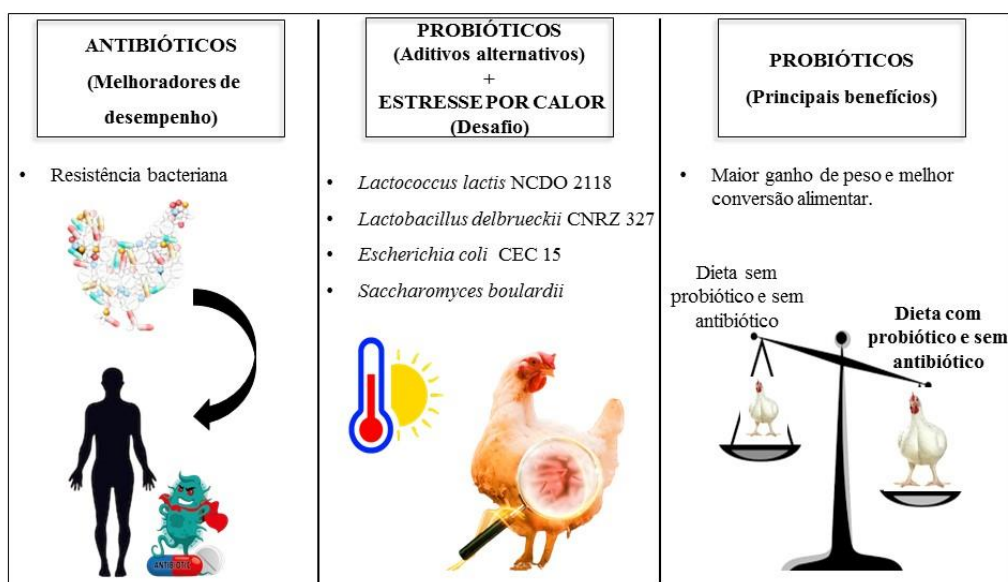 ANTIBIÓTICOS
(Melhoradores de
desempenho)
• Resistência bacteriana
ANTIBIOTIC
PROBIÓTICOS
(Aditivos alternativos)
+
ESTRESSE POR CALOR
(Desafio)
• Lactococcus lactis NCDO 2118
• Lactobacillus delbrueckii CNRZ 327
• Escherichia coli CEC 15
• Saccharomyces boulardii
PROBIÓTICOS
(Principais benefícios)
• Maior ganho de peso e melhor
conversão alimentar.
Dieta sem
probiótico e sem
antibiótico
Dieta com
probiótico e sem
antibiótico